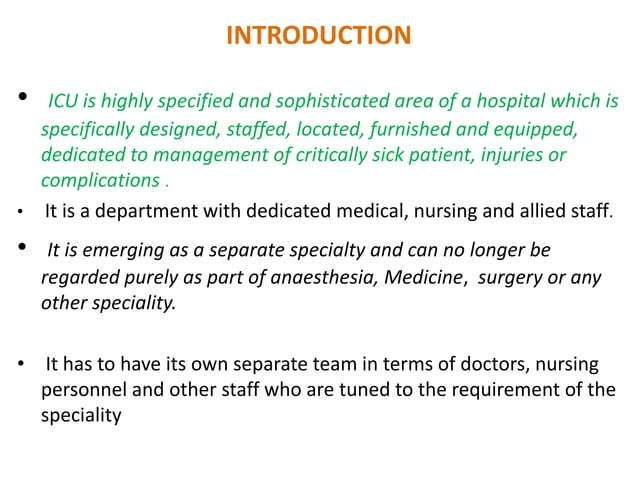 INTRODUCTION
• ICU is highly specified and sophisticated area of a hospital which is
specifically designed, staffed, located, furnished and equipped,
dedicated to management of critically sick patient, injuries or
complications .
• It is a department with dedicated medical, nursing and allied staff.
• It is emerging as a separate specialty and can no longer be
regarded purely as part of anaesthesia, Medicine, surgery or any
other speciality.
• It has to have its own separate team in terms of doctors, nursing
personnel and other staff who are tuned to the requirement of the
speciality